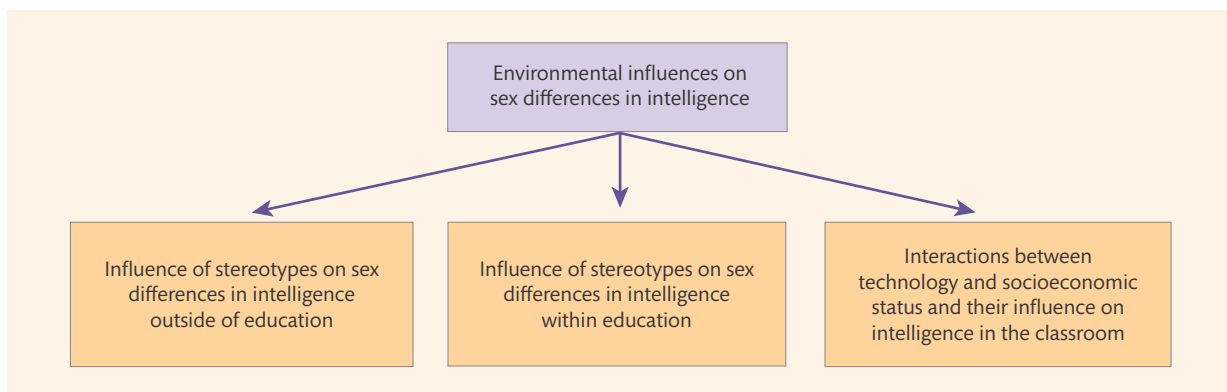 Environmental influences on
sex differences in intelligence
Influence of stereotypes on sex
differences in intelligence
outside of education
Influence of stereotypes on sex
differences in intelligence
within education
Interactions between
technology and socioeconomic
status and their influence on
intelligence in the classroom